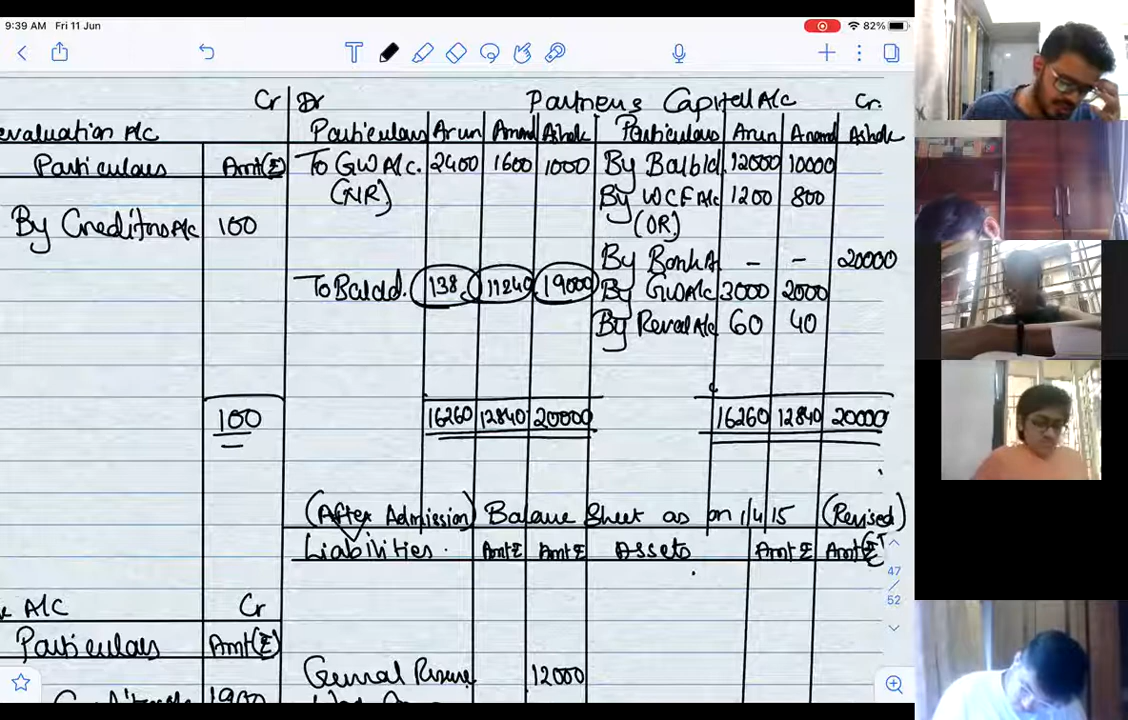 9:39 AM Fri 11 Jun
82%
Cr Dr Partners Capital A/c Cr.
evaluation A/c Particulars Arun Anand Ashok Particulars Arun Anand Ashok
Particulars Amt(₹) To GW A/c. 2400 1600 1000 By Balb/d. 12000 10000
(NR) By WCF A/c 1200 800
By Creditors A/c 100 (OR)
By Bank A - - 20000
To Balc/d. 138 11240 19000 By GW A/c 3000 2000
By Reval A/c 60 40
100 16260 12840 20000 16260 12840 20000
(After Admission) Balance Sheet as on 1/4/15 (Revised)
Liabilities. Amt ₹ Amt ₹ Assets Amt ₹ Amt ₹
47
52
A/C Cr
Particulars Amt(₹)
General Reserve 12000
1900